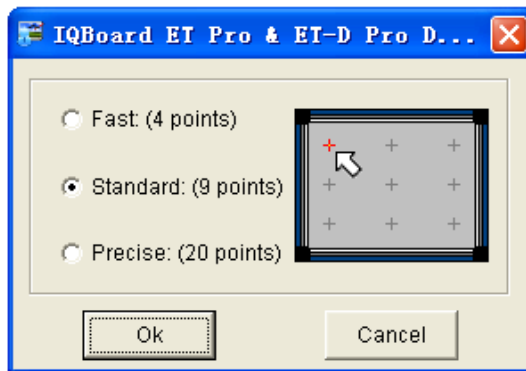 IQBoard ET Pro & ET-D Pro D...
Fast: (4 points)
Standard: (9 points)
Precise: (20 points)
Ok
Cancel